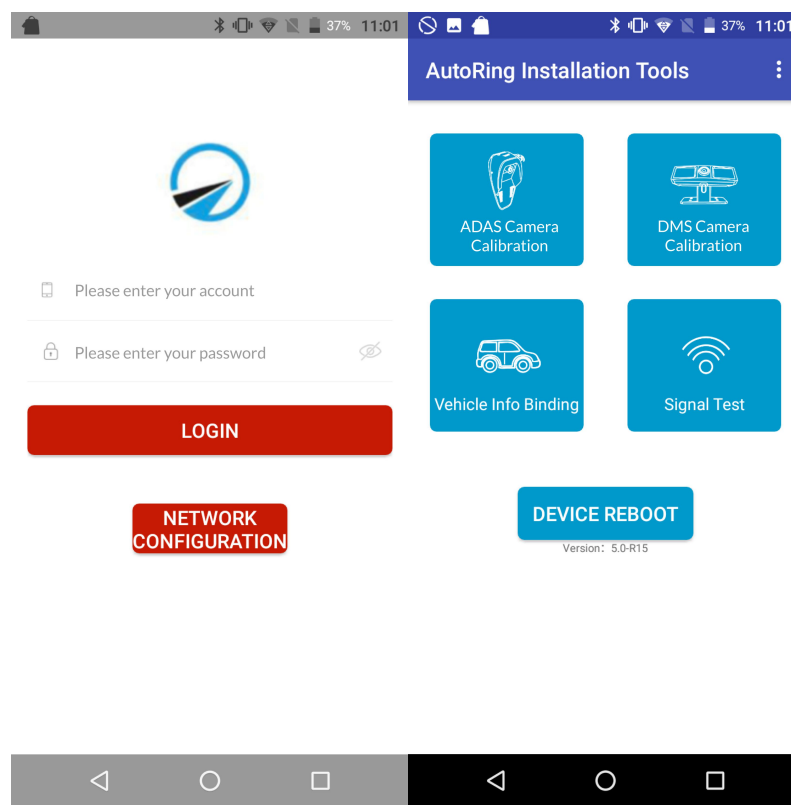 37% 11:01
Please enter your account
Please enter your password
LOGIN
NETWORK
CONFIGURATION
37% 11:01
AutoRing Installation Tools
ADAS Camera
Calibration
DMS Camera
Calibration
Vehicle Info Binding
Signal Test
DEVICE REBOOT
Version: 5.0-R15